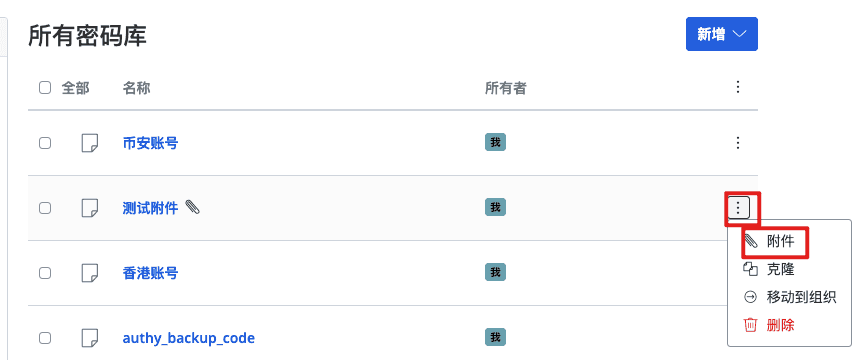 所有密码库
新增
全部 名称 所有者
币安账号 我
测试附件 我
附件
香港账号 我
克隆
移动到组织
删除
authy_backup_code 我